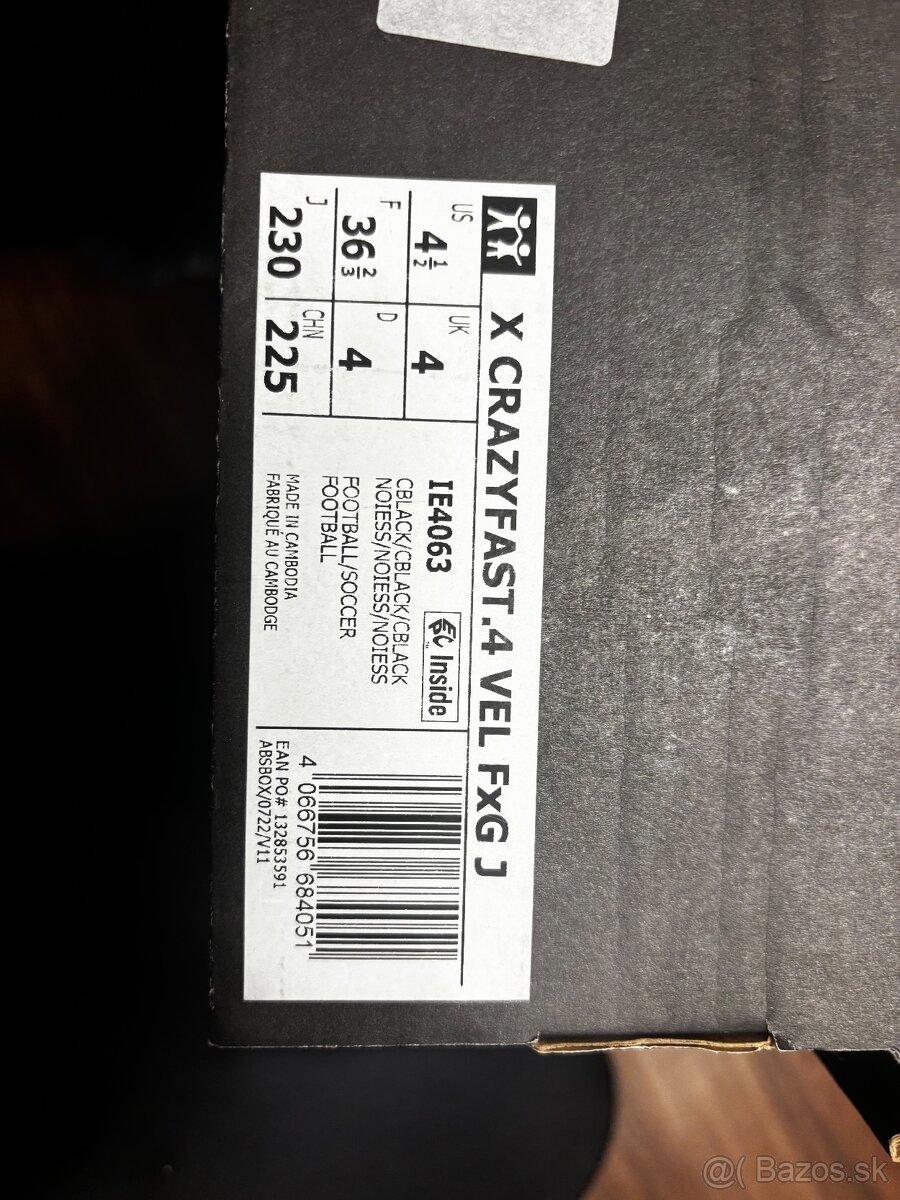 X CRAZYFAST.4 VEL FxG J
US 4½ UK 4
F 36⅔ D 4
J 230 CHN 225
IE4063
EPC Inside
CBLACK/CBLACK/CBLACK
NOIESS/NOIESS/NOIESS
FOOTBALL/SOCCER
FOOTBALL
MADE IN CAMBODIA
FABRIQUÉ AU CAMBODGE
4 066756 684051
EAN PO# 132853591
ABSBOX/0722/V11
@( Bazos.sk